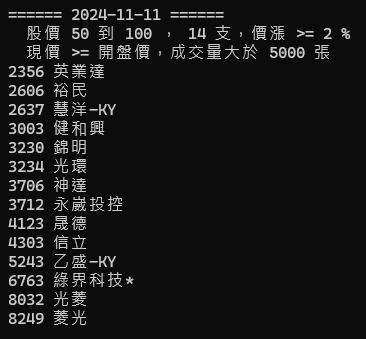 ====== 2024-11-11 ======
股價 50 到 100 , 14 支，價漲 >= 2 %
現價 >= 開盤價，成交量大於 5000 張
2356 英業達
2606 裕民
2637 慧洋-KY
3003 健和興
3230 錦明
3234 光環
3706 神達
3712 永崴投控
4123 晟德
4303 信立
5243 乙盛-KY
6763 綠界科技*
8032 光菱
8249 菱光